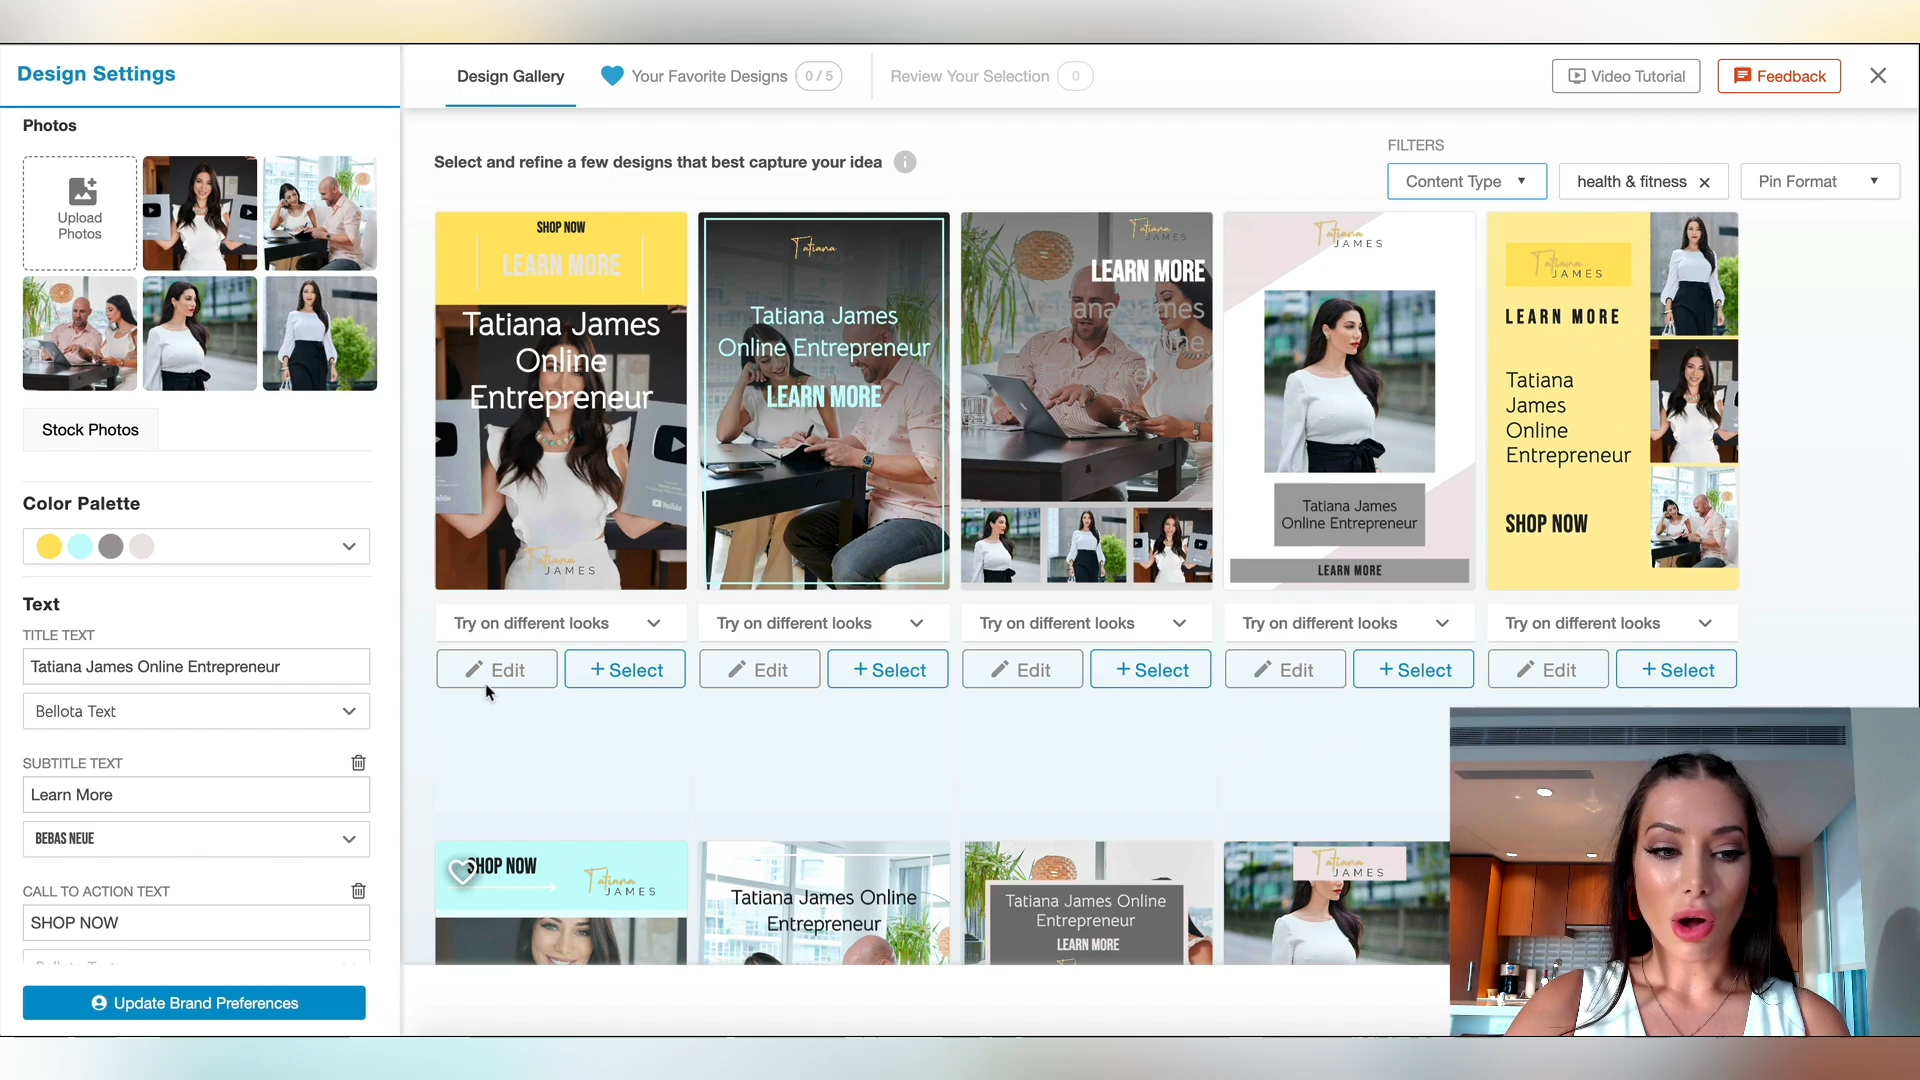 Design Settings
Design Gallery
Your Favorite Designs
0 / 5
Review Your Selection
0
Video Tutorial
Feedback
Photos
Upload
Photos
Stock Photos
Color Palette
Text
TITLE TEXT
Tatiana James Online Entrepreneur
Bellota Text
SUBTITLE TEXT
Learn More
BEBAS NEUE
CALL TO ACTION TEXT
SHOP NOW
Update Brand Preferences
Select and refine a few designs that best capture your idea
FILTERS
Content Type
health & fitness
Pin Format
SHOP NOW
LEARN MORE
Tatiana James
Online
Entrepreneur
Tatiana
JAMES
Try on different looks
Edit
+ Select
Tatiana
Tatiana James
Online Entrepreneur
LEARN MORE
Try on different looks
Edit
+ Select
Tatiana
JAMES
LEARN MORE
Try on different looks
Edit
+ Select
Tatiana
JAMES
Tatiana James
Online Entrepreneur
LEARN MORE
Try on different looks
Edit
+ Select
Tatiana
JAMES
LEARN MORE
Tatiana
James
Online
Entrepreneur
SHOP NOW
Try on different looks
Edit
+ Select
SHOP NOW
Tatiana
JAMES
Tatiana James Online
Entrepreneur
Tatiana James Online
Entrepreneur
LEARN MORE
Tatiana
JAMES